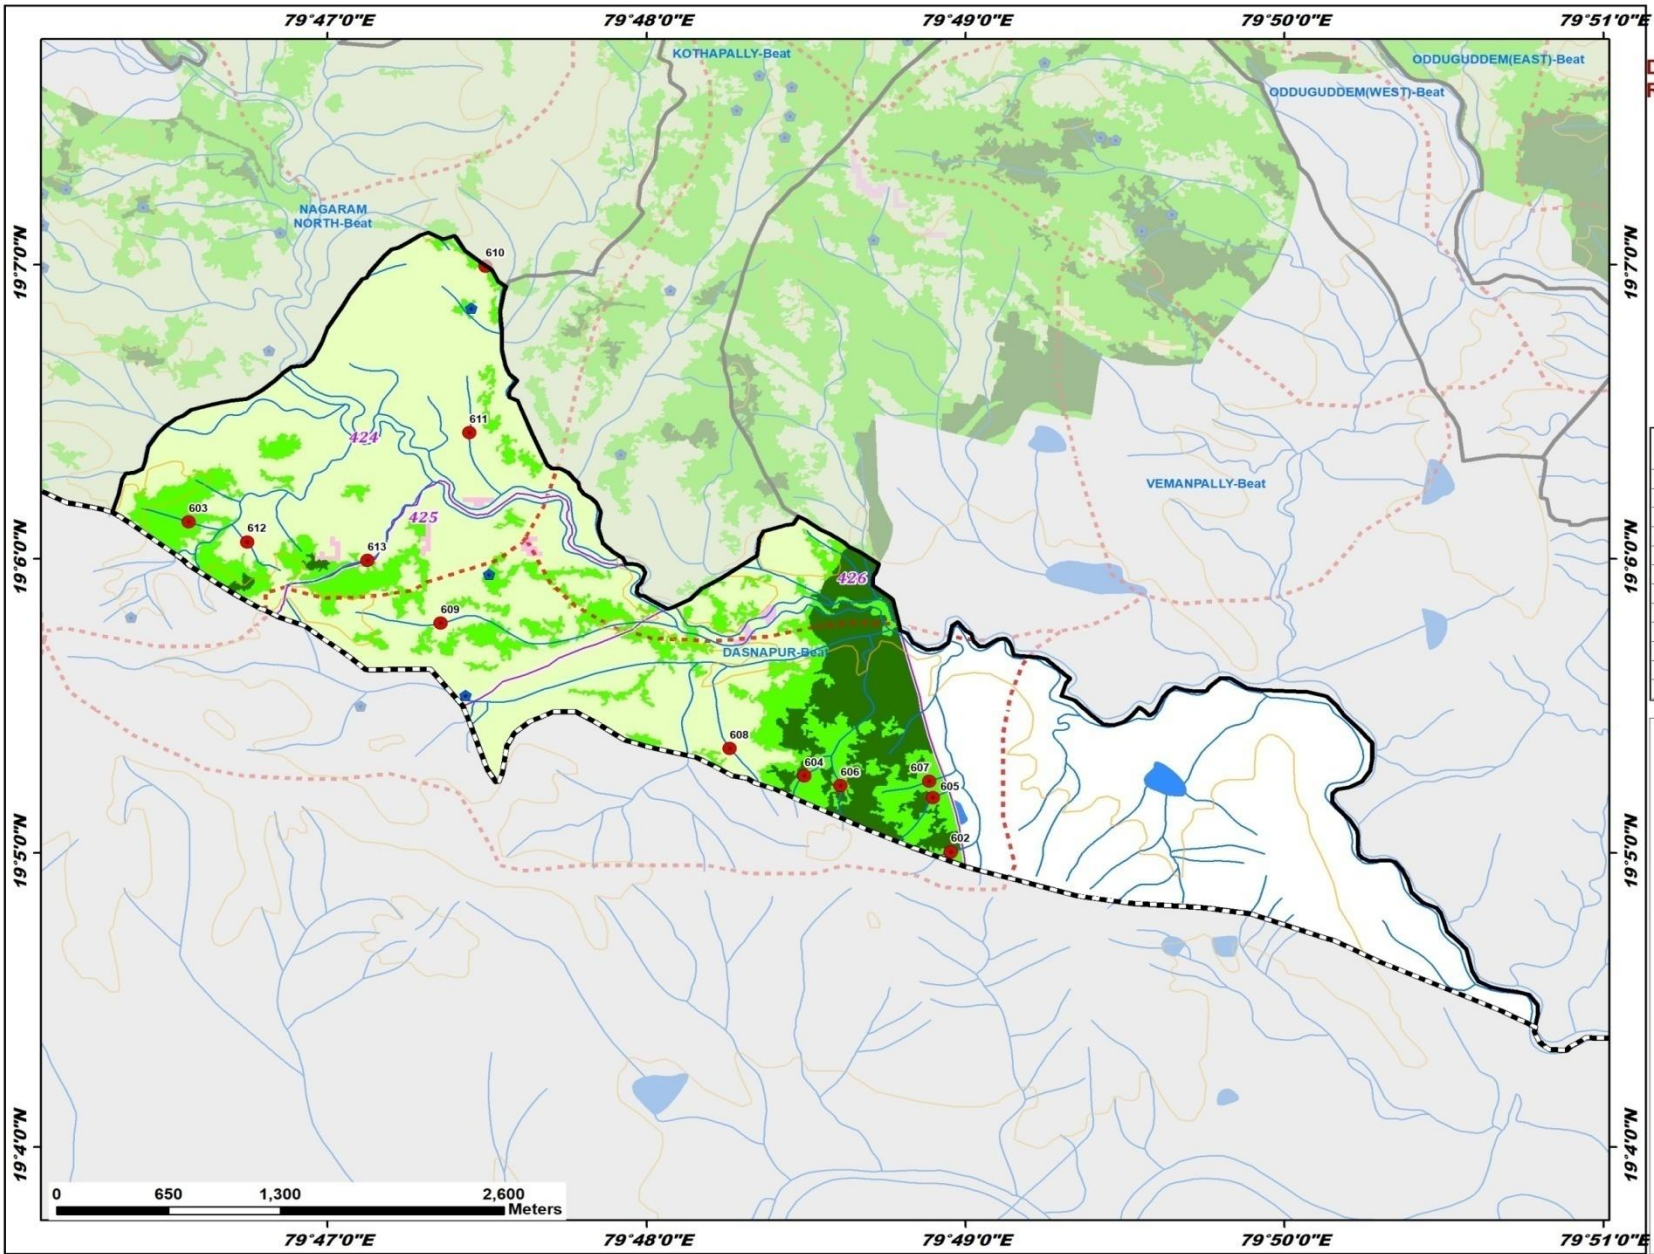 79°47'0"E 79°48'0"E 79°49'0"E 79°50'0"E 79°51'0"E
KOTHAPALLY-Beat
ODDUGUDDEM(EAST)-Beat
ODDUGUDDEM(WEST)-Beat
D
R
NAGARAM
NORTH-Beat
19°7'0"N
610
19°7'0"N
611
424
VEMANPALLY-Beat
603
425
612
613
19°6'0"N
19°6'0"N
426
609
DASNAPUR-Beat
608
604
606
607
605
602
19°5'0"N
19°5'0"N
19°4'0"N
19°4'0"N
0 650 1,300 2,600
Meters
79°47'0"E 79°48'0"E 79°49'0"E 79°50'0"E 79°51'0"E